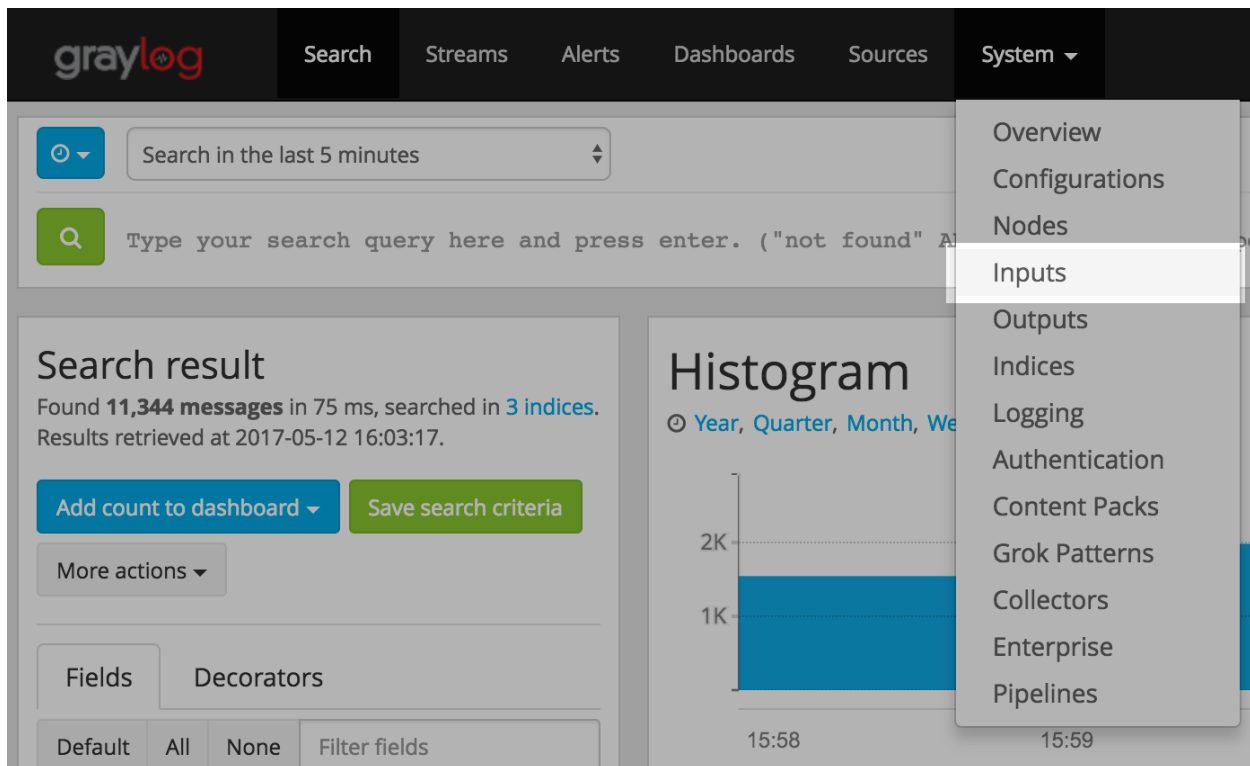 graylog Search Streams Alerts Dashboards Sources System
Search in the last 5 minutes
Type your search query here and press enter. ("not found"
Overview
Configurations
Nodes
Inputs
Outputs
Indices
Logging
Authentication
Content Packs
Grok Patterns
Collectors
Enterprise
Pipelines
Search result
Found 11,344 messages in 75 ms, searched in 3 indices.
Results retrieved at 2017-05-12 16:03:17.
Add count to dashboard Save search criteria
More actions
Fields Decorators
Default All None Filter fields
Histogram
Year, Quarter, Month, We
2K
1K
15:58 15:59